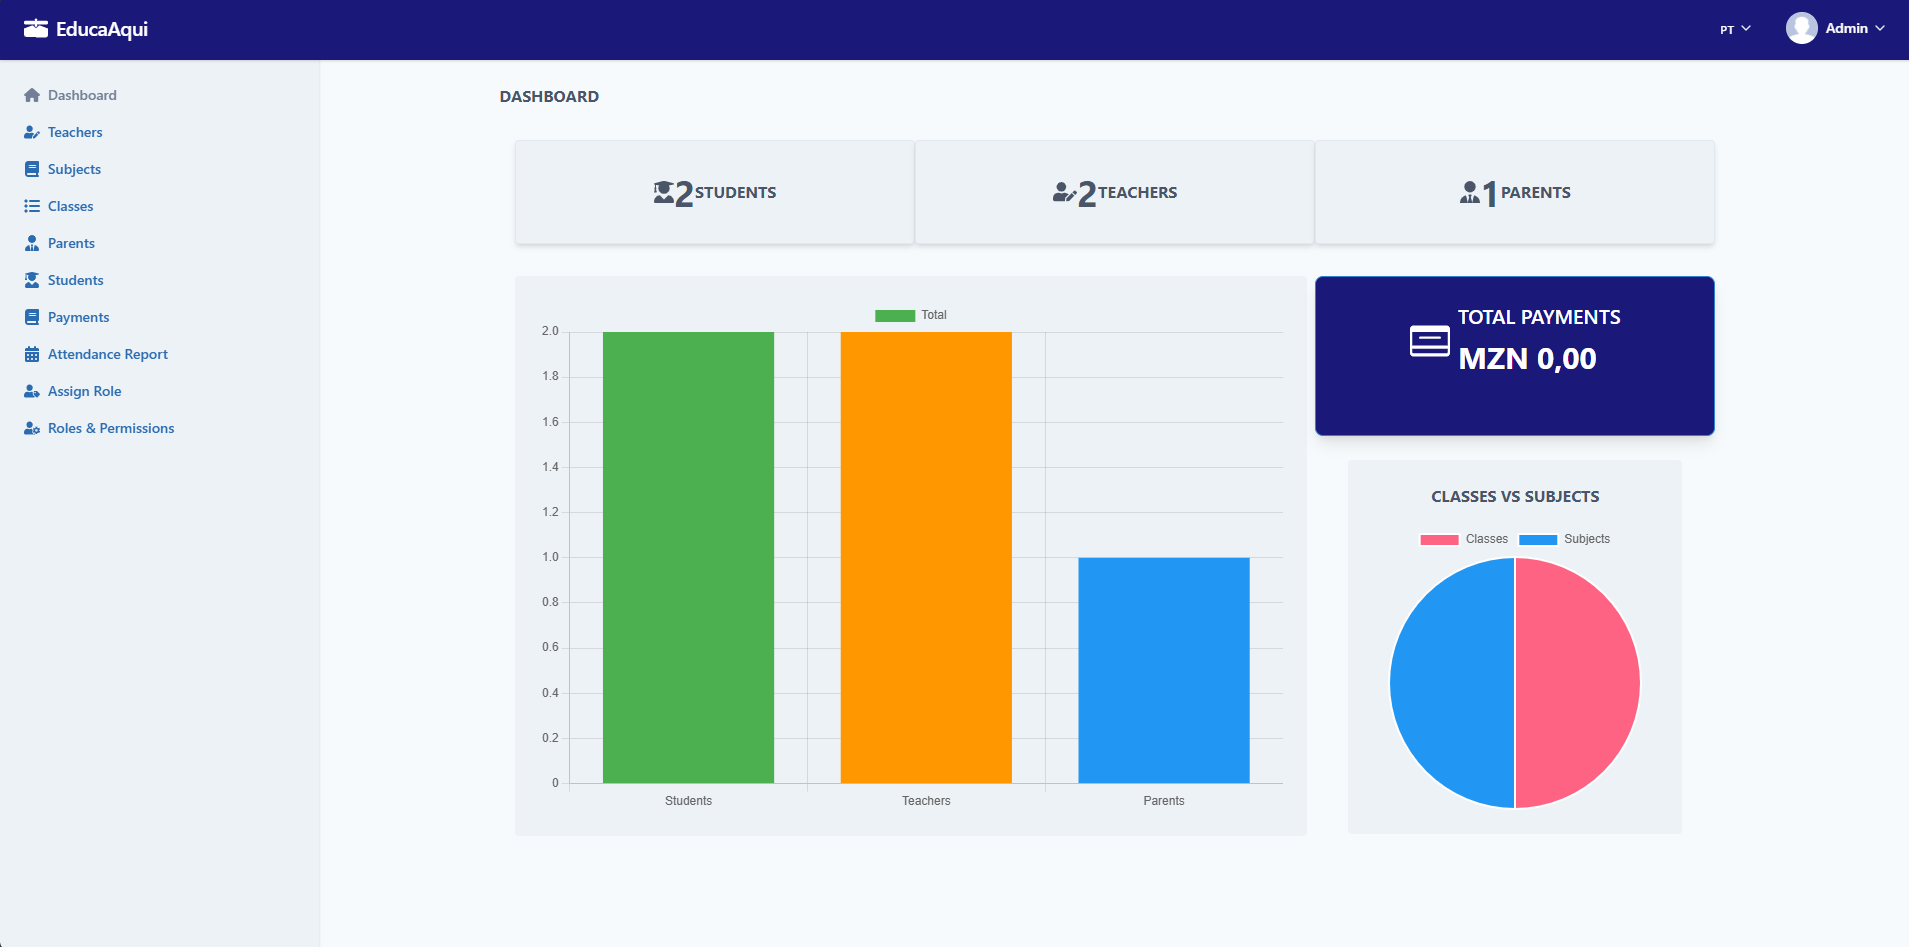 EducaAqui
PT
Admin
Dashboard
Teachers
Subjects
Classes
Parents
Students
Payments
Attendance Report
Assign Role
Roles & Permissions
DASHBOARD
2 STUDENTS
2 TEACHERS
1 PARENTS
Total
2.0
1.8
1.6
1.4
1.2
1.0
0.8
0.6
0.4
0.2
0
Students
Teachers
Parents
TOTAL PAYMENTS
MZN 0,00
CLASSES VS SUBJECTS
Classes
Subjects